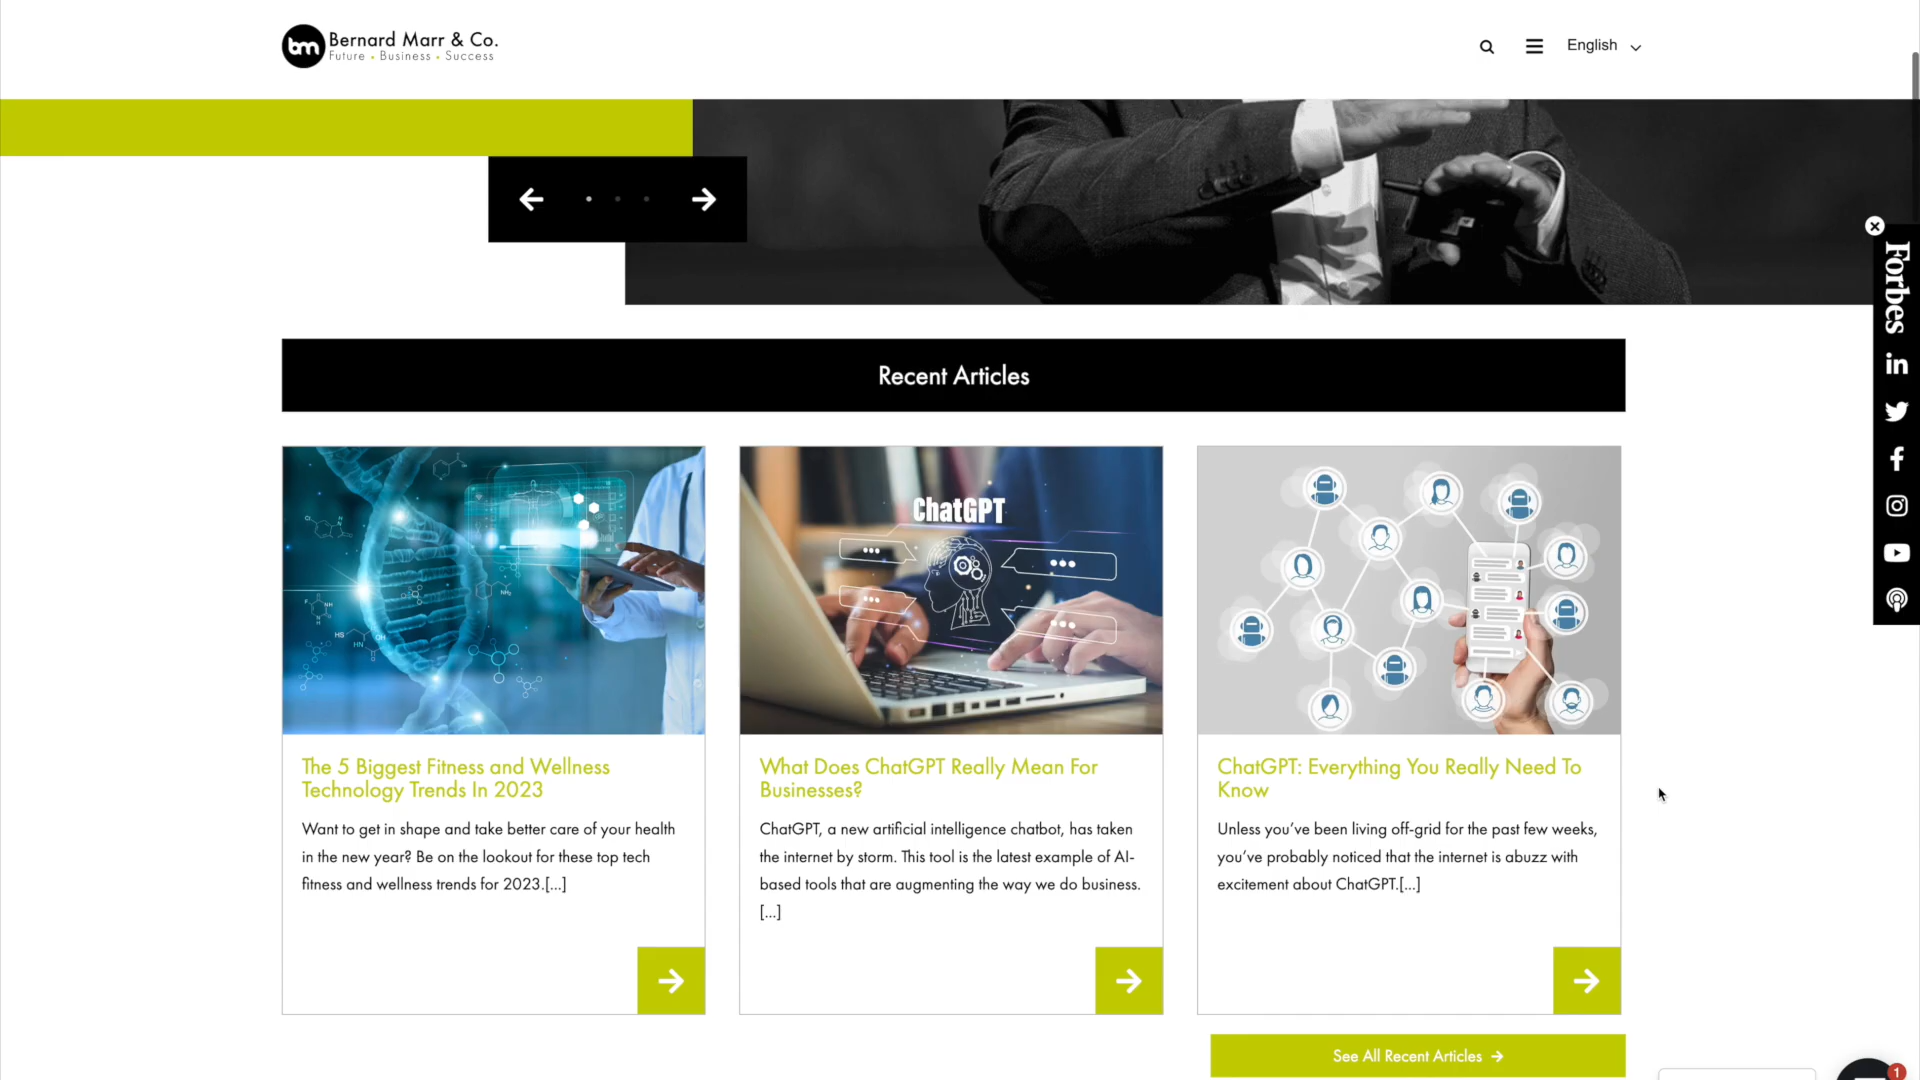 bm
Bernard Marr & Co.
Future • Business • Success
English
Forbes
Recent Articles
ChatGPT
HS
OH
HN
NH₂
The 5 Biggest Fitness and Wellness
Technology Trends In 2023
Want to get in shape and take better care of your health
in the new year? Be on the lookout for these top tech
fitness and wellness trends for 2023.[...]
What Does ChatGPT Really Mean For
Businesses?
ChatGPT, a new artificial intelligence chatbot, has taken
the internet by storm. This tool is the latest example of AI-
based tools that are augmenting the way we do business.
[...]
ChatGPT: Everything You Really Need To
Know
Unless you’ve been living off-grid for the past few weeks,
you’ve probably noticed that the internet is abuzz with
excitement about ChatGPT.[...]
See All Recent Articles →
1